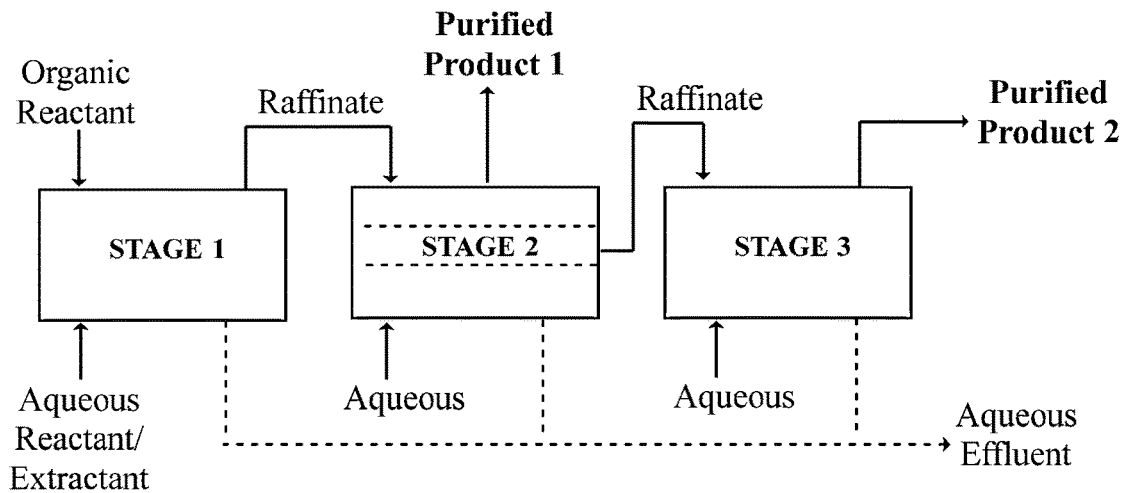 Organic
Reactant
Raffinate
Purified
Product 1
Raffinate
Purified
Product 2
STAGE 1
STAGE 2
STAGE 3
Aqueous
Reactant/
Extractant
Aqueous
Aqueous
Aqueous
Effluent